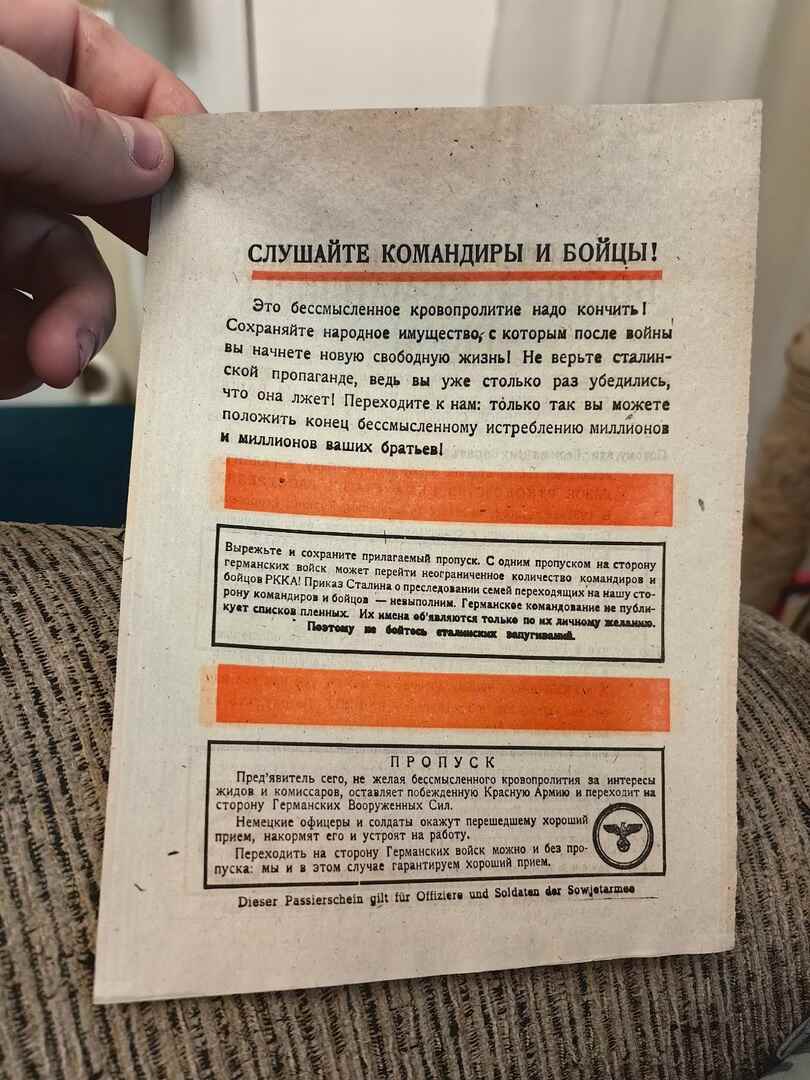 СЛУШАЙТЕ КОМАНДИРЫ И БОЙЦЫ!
Это бессмысленное кровопролитие надо кончить!
Сохраняйте народное имущество, с которым после войны
вы начнете новую свободную жизнь! Не верьте сталин-
ской пропаганде, ведь вы уже столько раз убедились,
что она лжет! Переходите к нам: только так вы можете
положить конец бессмысленному истреблению миллионов
и миллионов ваших братьев!
Вырежьте и сохраните прилагаемый пропуск. С одним пропуском на сторону
германских войск может перейти неограниченное количество командиров и
бойцов РККА! Приказ Сталина о преследовании семей переходящих на нашу сто-
рону командиров и бойцов — невыполним. Германское командование не публи-
кует списков пленных. Их имена об'являются только по их личному желанию.
Поэтому не бойтесь сталинских запугиваний.
ПРОПУСК
Пред'явитель сего, не желая бессмысленного кровопролития за интересы
жидов и комиссаров, оставляет побежденную Красную Армию и переходит на
сторону Германских Вооруженных Сил.
Немецкие офицеры и солдаты окажут перешедшему хороший
прием, накормят его и устроят на работу.
Переходить на сторону Германских войск можно и без про-
пуска: мы и в этом случае гарантируем хороший прием.
Dieser Passierschein gilt für Offiziere und Soldaten der Sowjetarmee